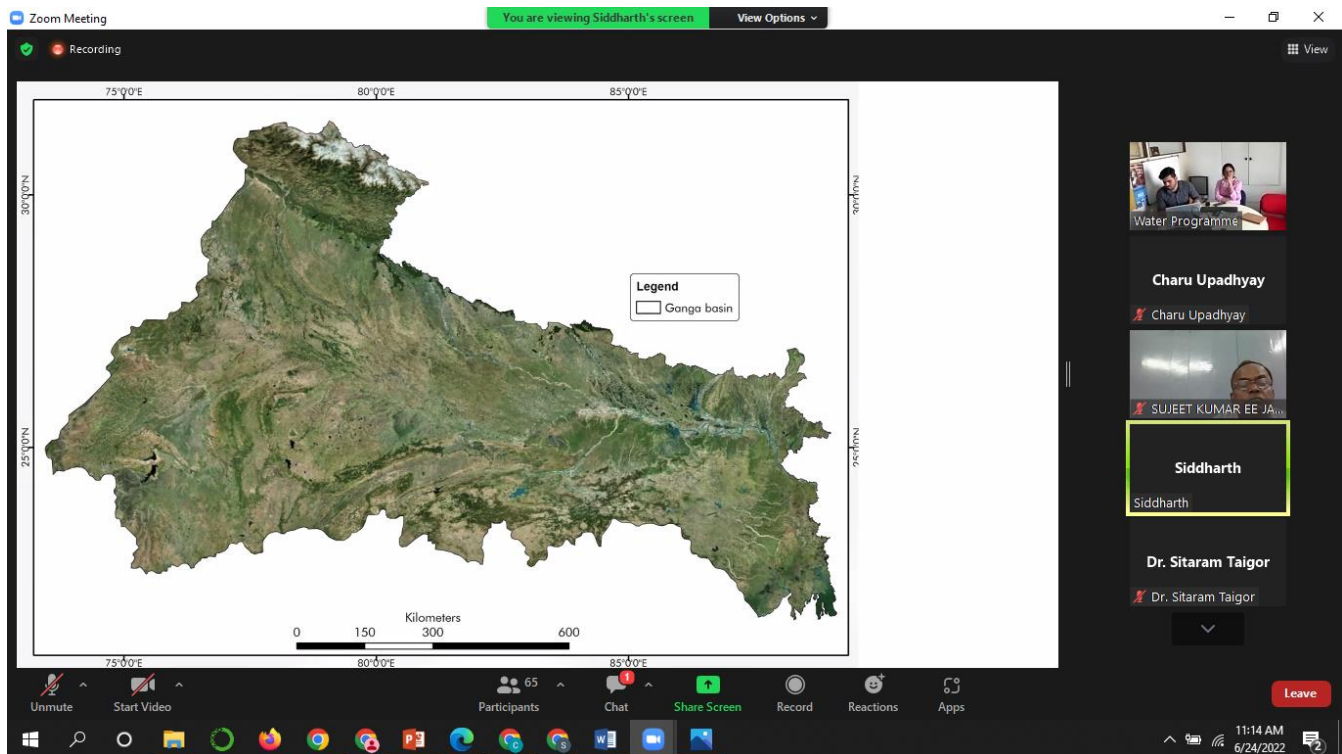 Zoom Meeting
You are viewing Siddharth's screen View Options
Recording
View
75°0'0"E 80°0'0"E 85°0'0"E
30°0'0"N 30°0'0"N
Legend
Ganga basin
25°0'0"N 25°0'0"N
Kilometers
0 150 300 600
75°0'0"E 80°0'0"E 85°0'0"E
Water Programme
Charu Upadhyay
Charu Upadhyay
SUJEET KUMAR EE JA...
Siddharth
Siddharth
Dr. Sitaram Taigor
Dr. Sitaram Taigor
65 1
Unmute Start Video Participants Chat Share Screen Record Reactions Apps Leave
11:14 AM
6/24/2022
2